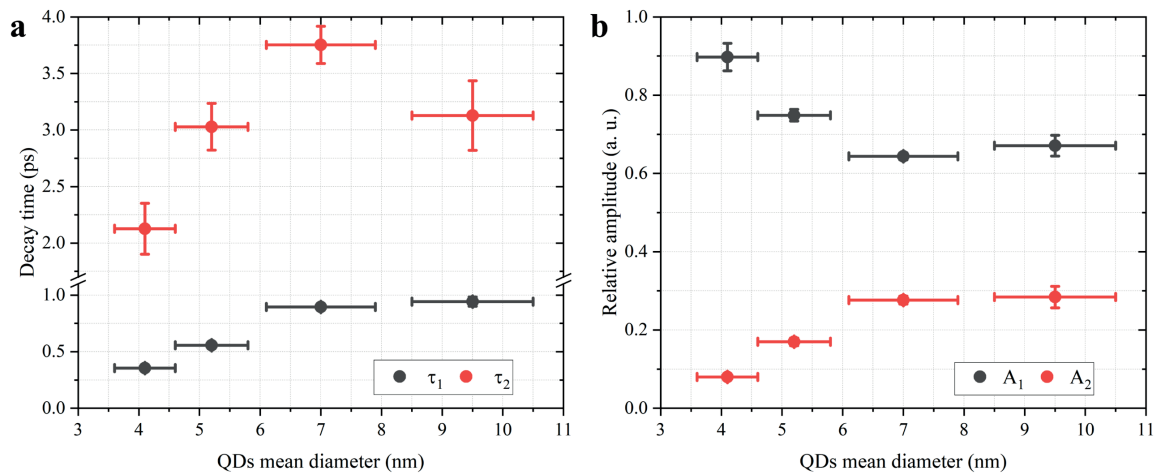 a
4.0
3.5
3.0
2.5
2.0
1.0
0.5
0.0
Decay time (ps)
τ1 τ2
3 4 5 6 7 8 9 10 11
QDs mean diameter (nm)
b
1.0
0.8
0.6
0.4
0.2
0.0
Relative amplitude (a. u.)
A1 A2
3 4 5 6 7 8 9 10 11
QDs mean diameter (nm)